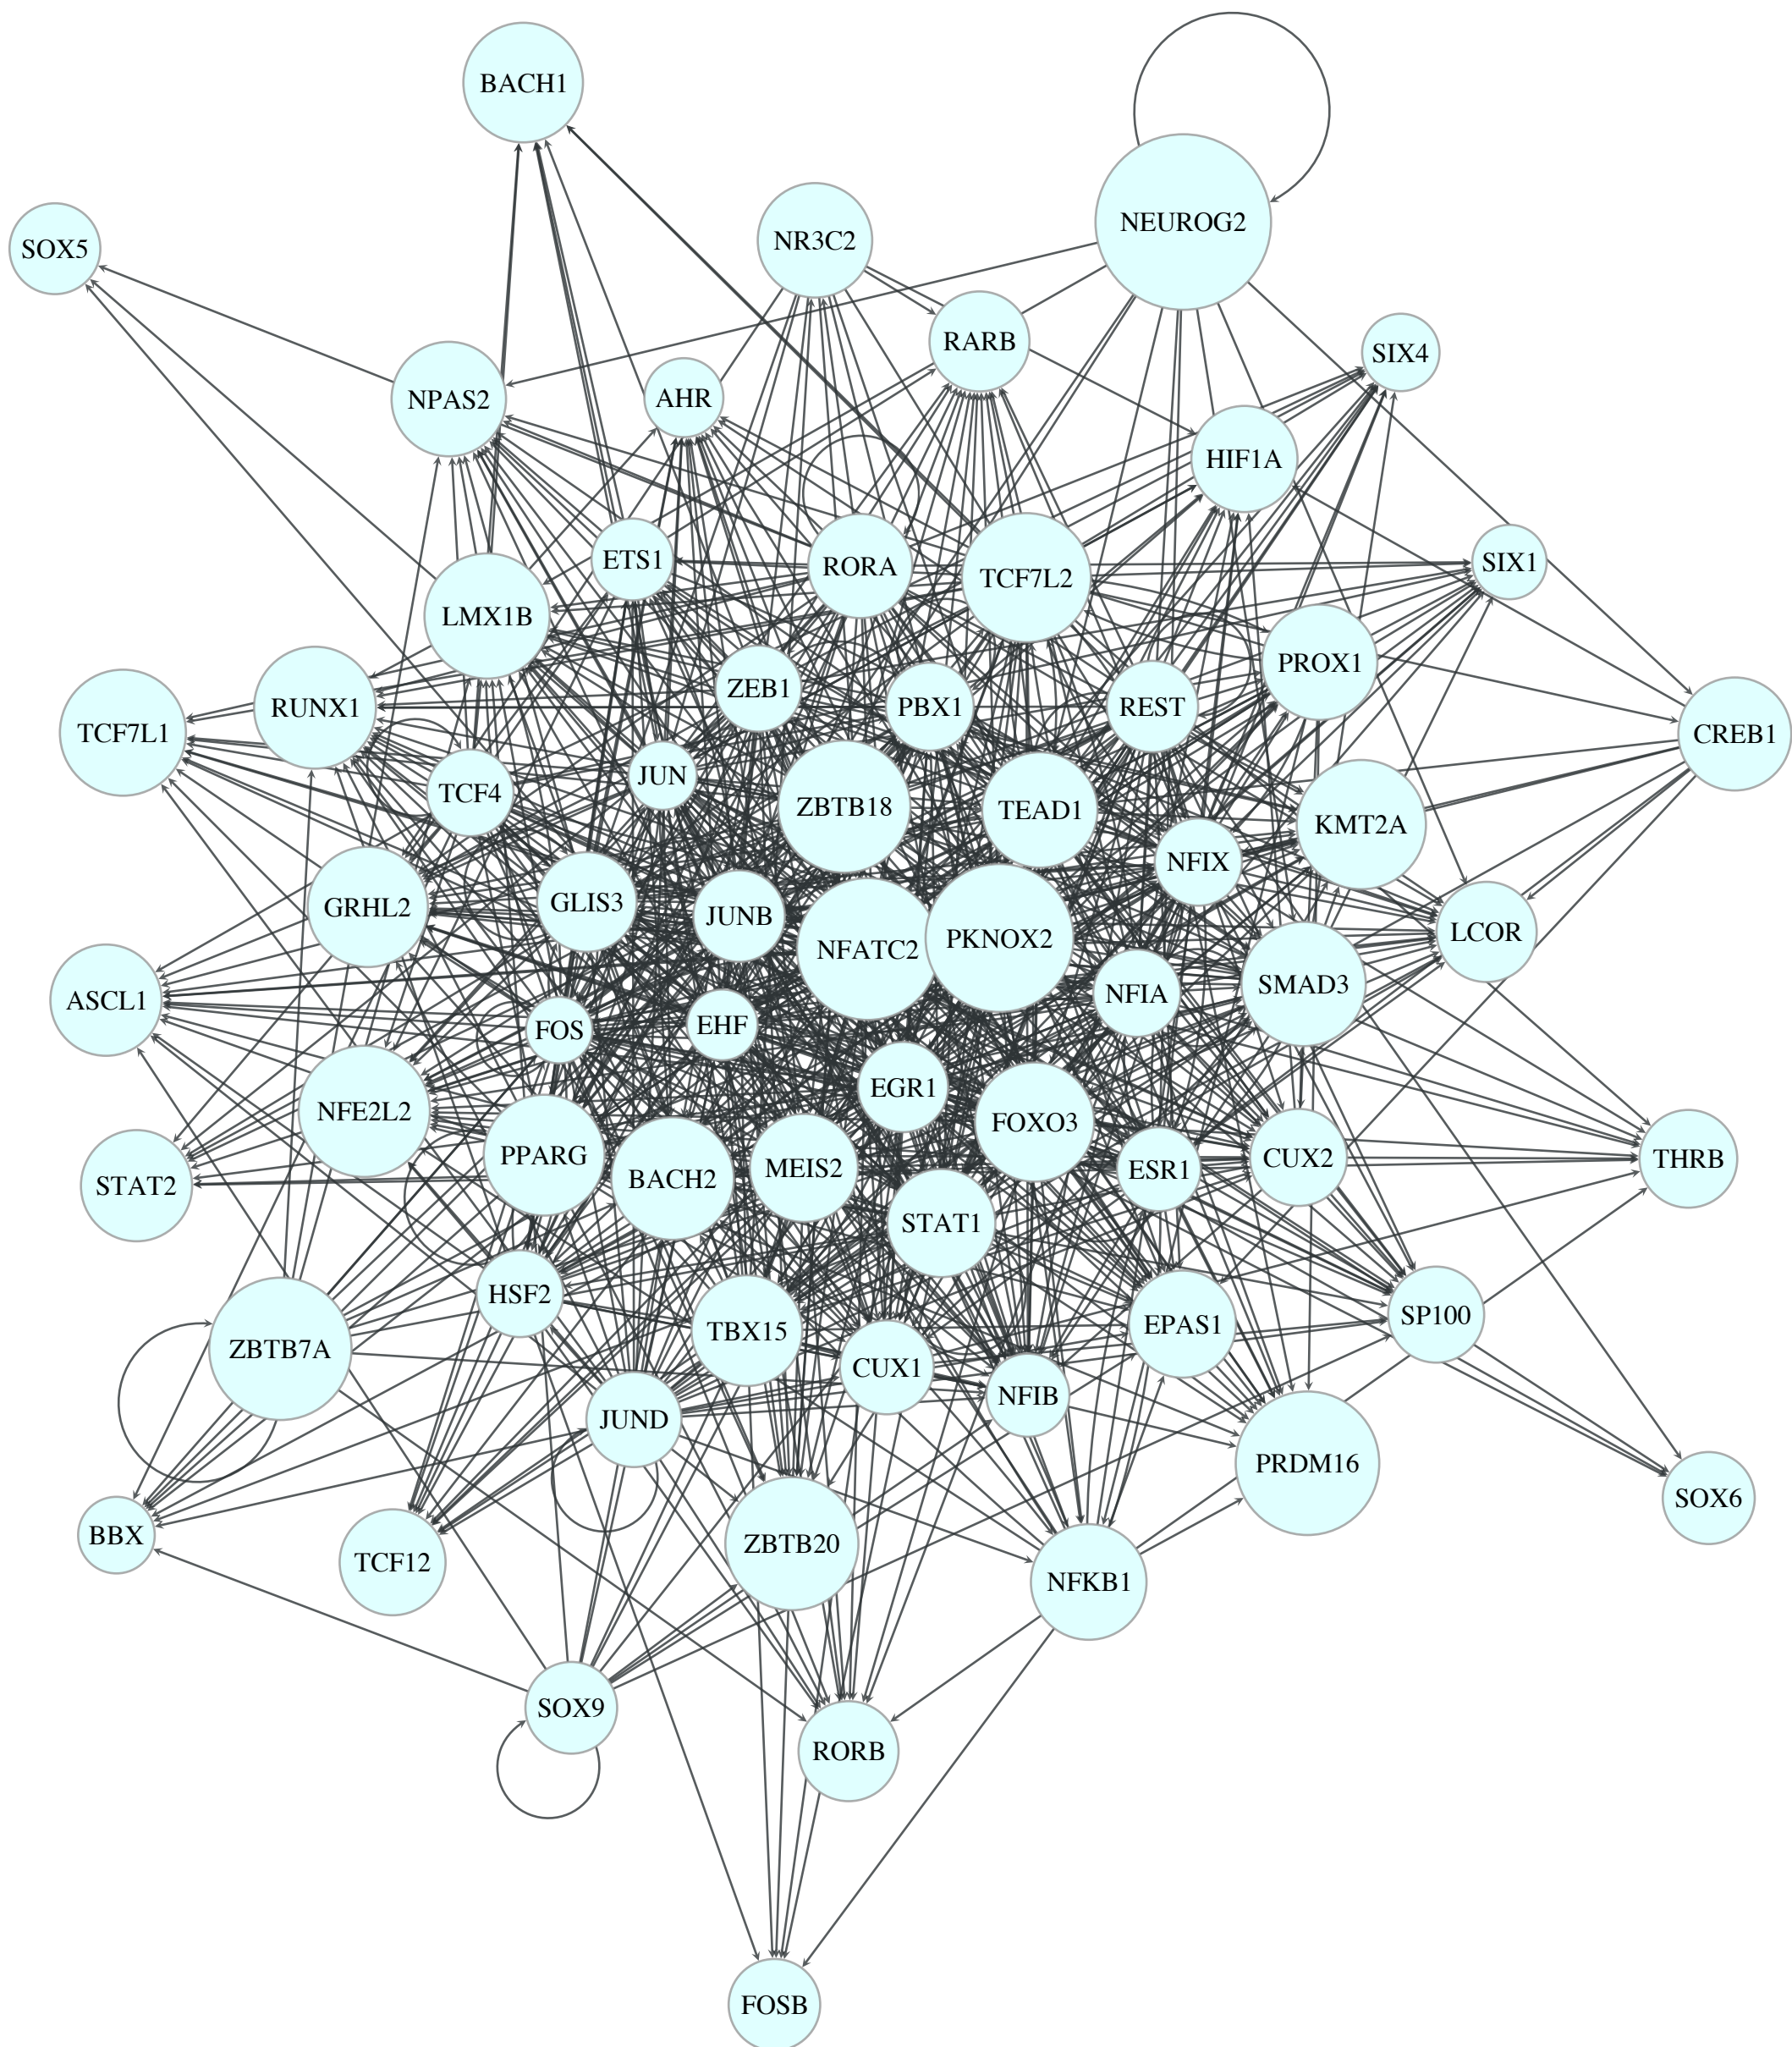 BACH1
NEUROG2
NR3C2
SOX5
RARB
SIX4
NPAS2
AHR
HIF1A
ETS1
RORA
TCF7L2
SIX1
LMX1B
PROX1
ZEB1
RUNX1
PBX1
REST
TCF7L1
CREB1
JUN
TCF4
ZBTB18
TEAD1
KMT2A
NFIX
GLIS3
GRHL2
JUNB
LCOR
PKNOX2
NFATC2
SMAD3
NFIA
ASCL1
EHF
FOS
EGR1
NFE2L2
FOXO3
PPARG
CUX2
THRB
MEIS2
ESR1
BACH2
STAT2
STAT1
HSF2
SP100
EPAS1
TBX15
ZBTB7A
CUX1
NFIB
JUND
PRDM16
SOX6
BBX
ZBTB20
TCF12
NFKB1
SOX9
RORB
FOSB